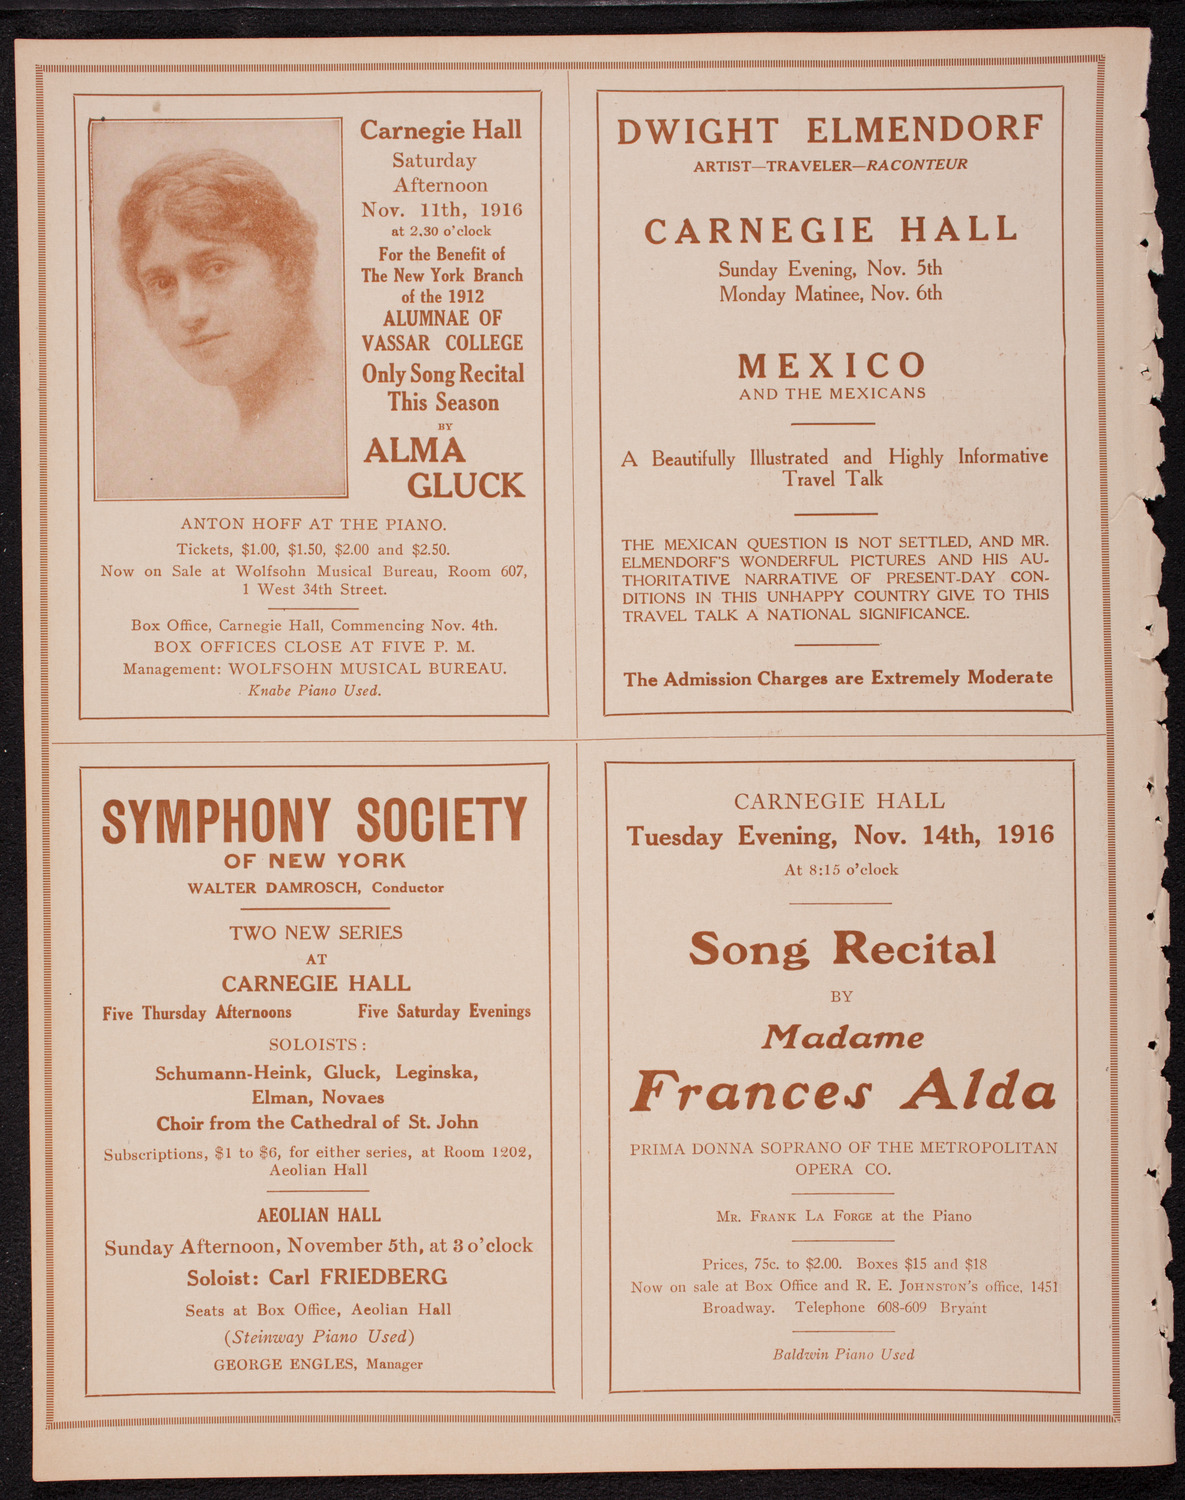 Carnegie Hall
Saturday
Afternoon
Nov. 11th, 1916
at 2.30 o'clock
For the Benefit of
The New York Branch
of the 1912
ALUMNAE OF
VASSAR COLLEGE
Only Song Recital
This Season
BY
ALMA
GLUCK
ANTON HOFF AT THE PIANO.
Tickets, $1.00, $1.50, $2.00 and $2.50.
Now on Sale at Wolfsohn Musical Bureau, Room 607,
1 West 34th Street.
Box Office, Carnegie Hall, Commencing Nov. 4th.
BOX OFFICES CLOSE AT FIVE P. M.
Management: WOLFSOHN MUSICAL BUREAU.
Knabe Piano Used.
DWIGHT ELMENDORF
ARTIST—TRAVELER—RACONTEUR
CARNEGIE HALL
Sunday Evening, Nov. 5th
Monday Matinee, Nov. 6th
MEXICO
AND THE MEXICANS
A Beautifully Illustrated and Highly Informative
Travel Talk
THE MEXICAN QUESTION IS NOT SETTLED, AND MR.
ELMENDORF'S WONDERFUL PICTURES AND HIS AU-
THORITATIVE NARRATIVE OF PRESENT-DAY CON-
DITIONS IN THIS UNHAPPY COUNTRY GIVE TO THIS
TRAVEL TALK A NATIONAL SIGNIFICANCE.
The Admission Charges are Extremely Moderate
SYMPHONY SOCIETY
OF NEW YORK
WALTER DAMROSCH, Conductor
TWO NEW SERIES
AT
CARNEGIE HALL
Five Thursday Afternoons Five Saturday Evenings
SOLOISTS:
Schumann-Heink, Gluck, Leginska,
Elman, Novaes
Choir from the Cathedral of St. John
Subscriptions, $1 to $6, for either series, at Room 1202,
Aeolian Hall
AEOLIAN HALL
Sunday Afternoon, November 5th, at 3 o'clock
Soloist: Carl FRIEDBERG
Seats at Box Office, Aeolian Hall
(Steinway Piano Used)
GEORGE ENGLES, Manager
CARNEGIE HALL
Tuesday Evening, Nov. 14th, 1916
At 8:15 o'clock
Song Recital
BY
Madame
Frances Alda
PRIMA DONNA SOPRANO OF THE METROPOLITAN
OPERA CO.
MR. FRANK LA FORGE at the Piano
Prices, 75c. to $2.00. Boxes $15 and $18
Now on sale at Box Office and R. E. JOHNSTON'S office, 1451
Broadway. Telephone 608-609 Bryant
Baldwin Piano Used